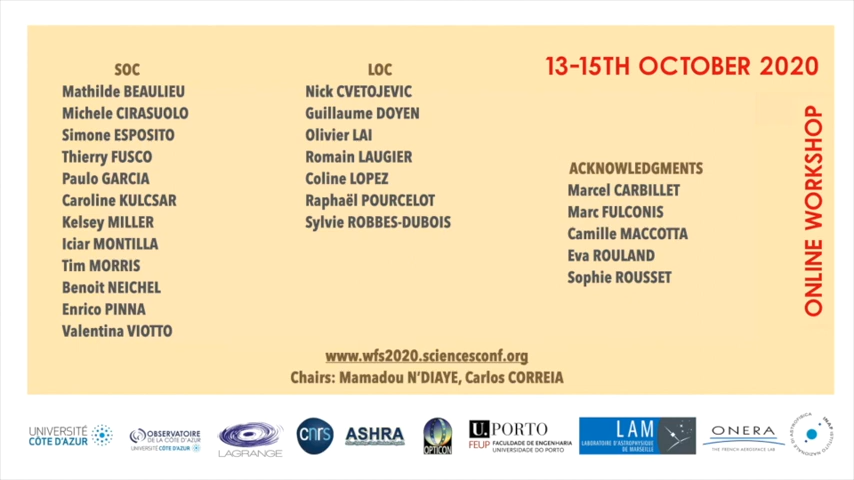 SOC
Mathilde BEAULIEU
Michele CIRASUOLO
Simone ESPOSITO
Thierry FUSCO
Paulo GARCIA
Caroline KULCSAR
Kelsey MILLER
Iciar MONTILLA
Tim MORRIS
Benoit NEICHEL
Enrico PINNA
Valentina VIOTTO
LOC
Nick CVETOJEVIC
Guillaume DOYEN
Olivier LAI
Romain LAUGIER
Coline LOPEZ
Raphaël POURCELOT
Sylvie ROBBES-DUBOIS
13-15TH OCTOBER 2020
ONLINE WORKSHOP
ACKNOWLEDGMENTS
Marcel CARBILLET
Marc FULCONIS
Camille MACCOTTA
Eva ROULAND
Sophie ROUSSET
www.wfs2020.sciencesconf.org
Chairs: Mamadou N'DIAYE, Carlos CORREIA
UNIVERSITÉ
CÔTE D'AZUR
OBSERVATOIRE
DE LA CÔTE D'AZUR
UNIVERSITÉ CÔTE D'AZUR
LAGRANGE
cnrs
ASHRA
OPTICON
U.PORTO
FEUP FACULDADE DE ENGENHARIA
UNIVERSIDADE DO PORTO
LAM
LABORATOIRE D'ASTROPHYSIQUE
DE MARSEILLE
ONERA
THE FRENCH AEROSPACE LAB
INAF
ISTITUTO NAZIONALE DI ASTROFISICA